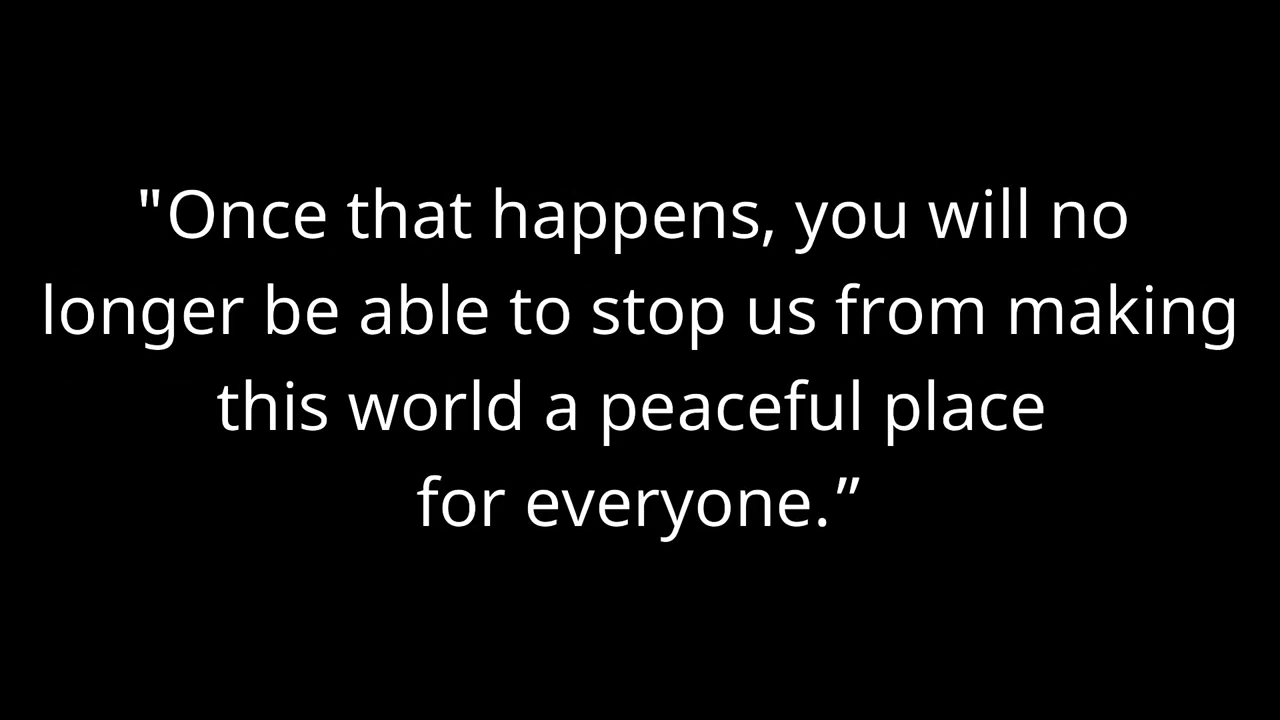 "Once that happens, you will no
longer be able to stop us from making
this world a peaceful place
for everyone.”